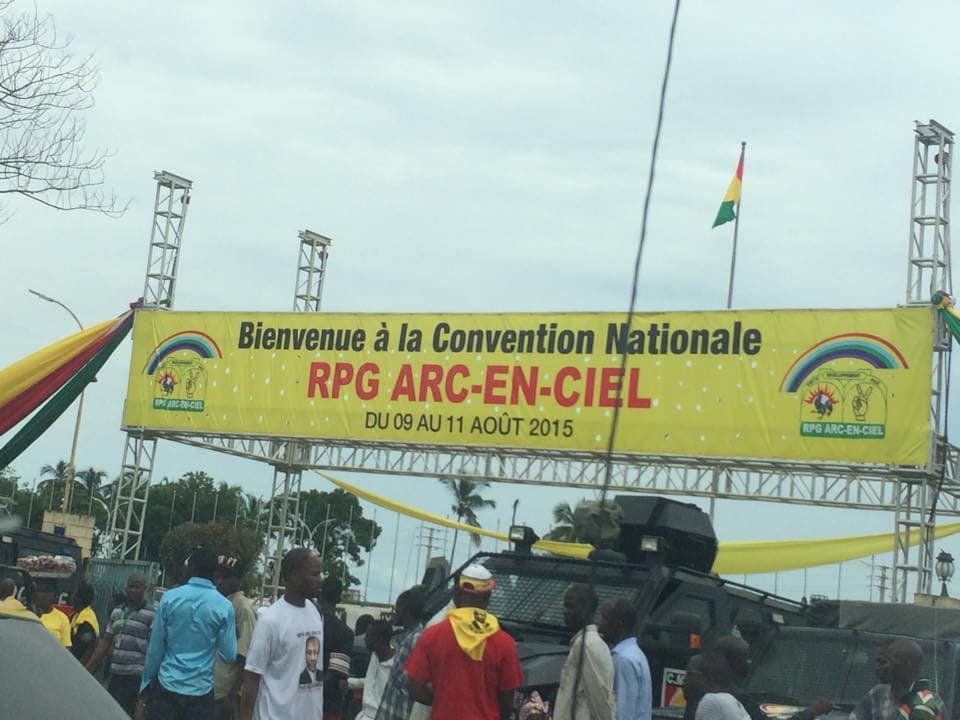 Bienvenue à la Convention Nationale
RPG ARC-EN-CIEL
DU 09 AU 11 AOÛT 2015
RPG ARC-EN-CIEL
DEVELOPPEMENT
RPG ARC-EN-CIEL